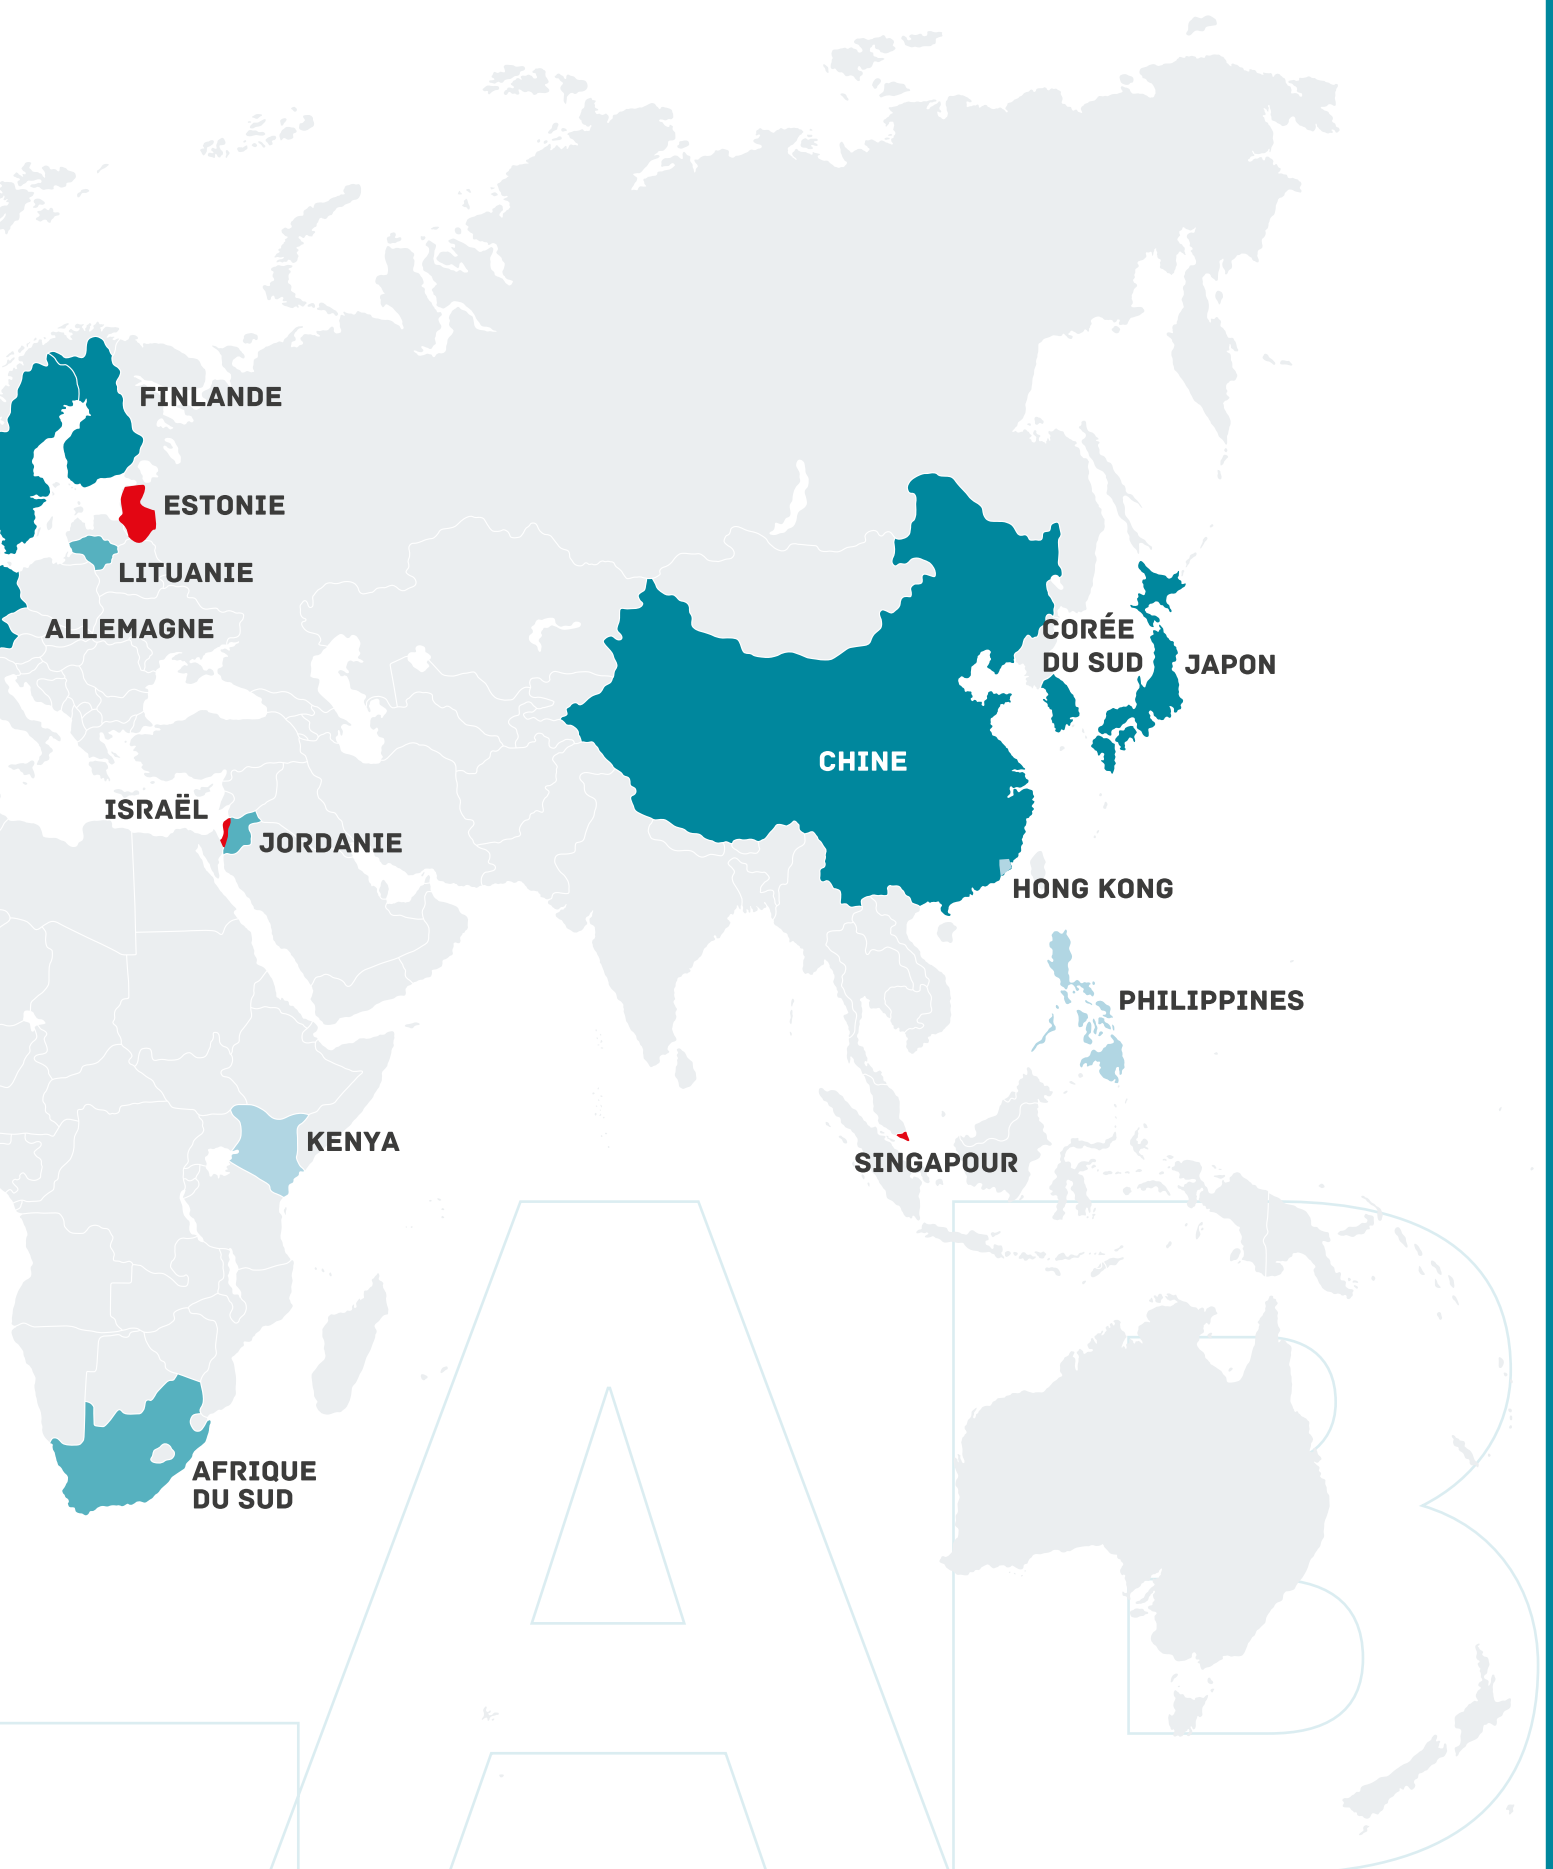 FINLANDE
ESTONIE
LITUANIE
ALLEMAGNE
CORÉE
DU SUD
JAPON
CHINE
ISRAËL
JORDANIE
HONG KONG
PHILIPPINES
KENYA
SINGAPOUR
AFRIQUE
DU SUD
LAB